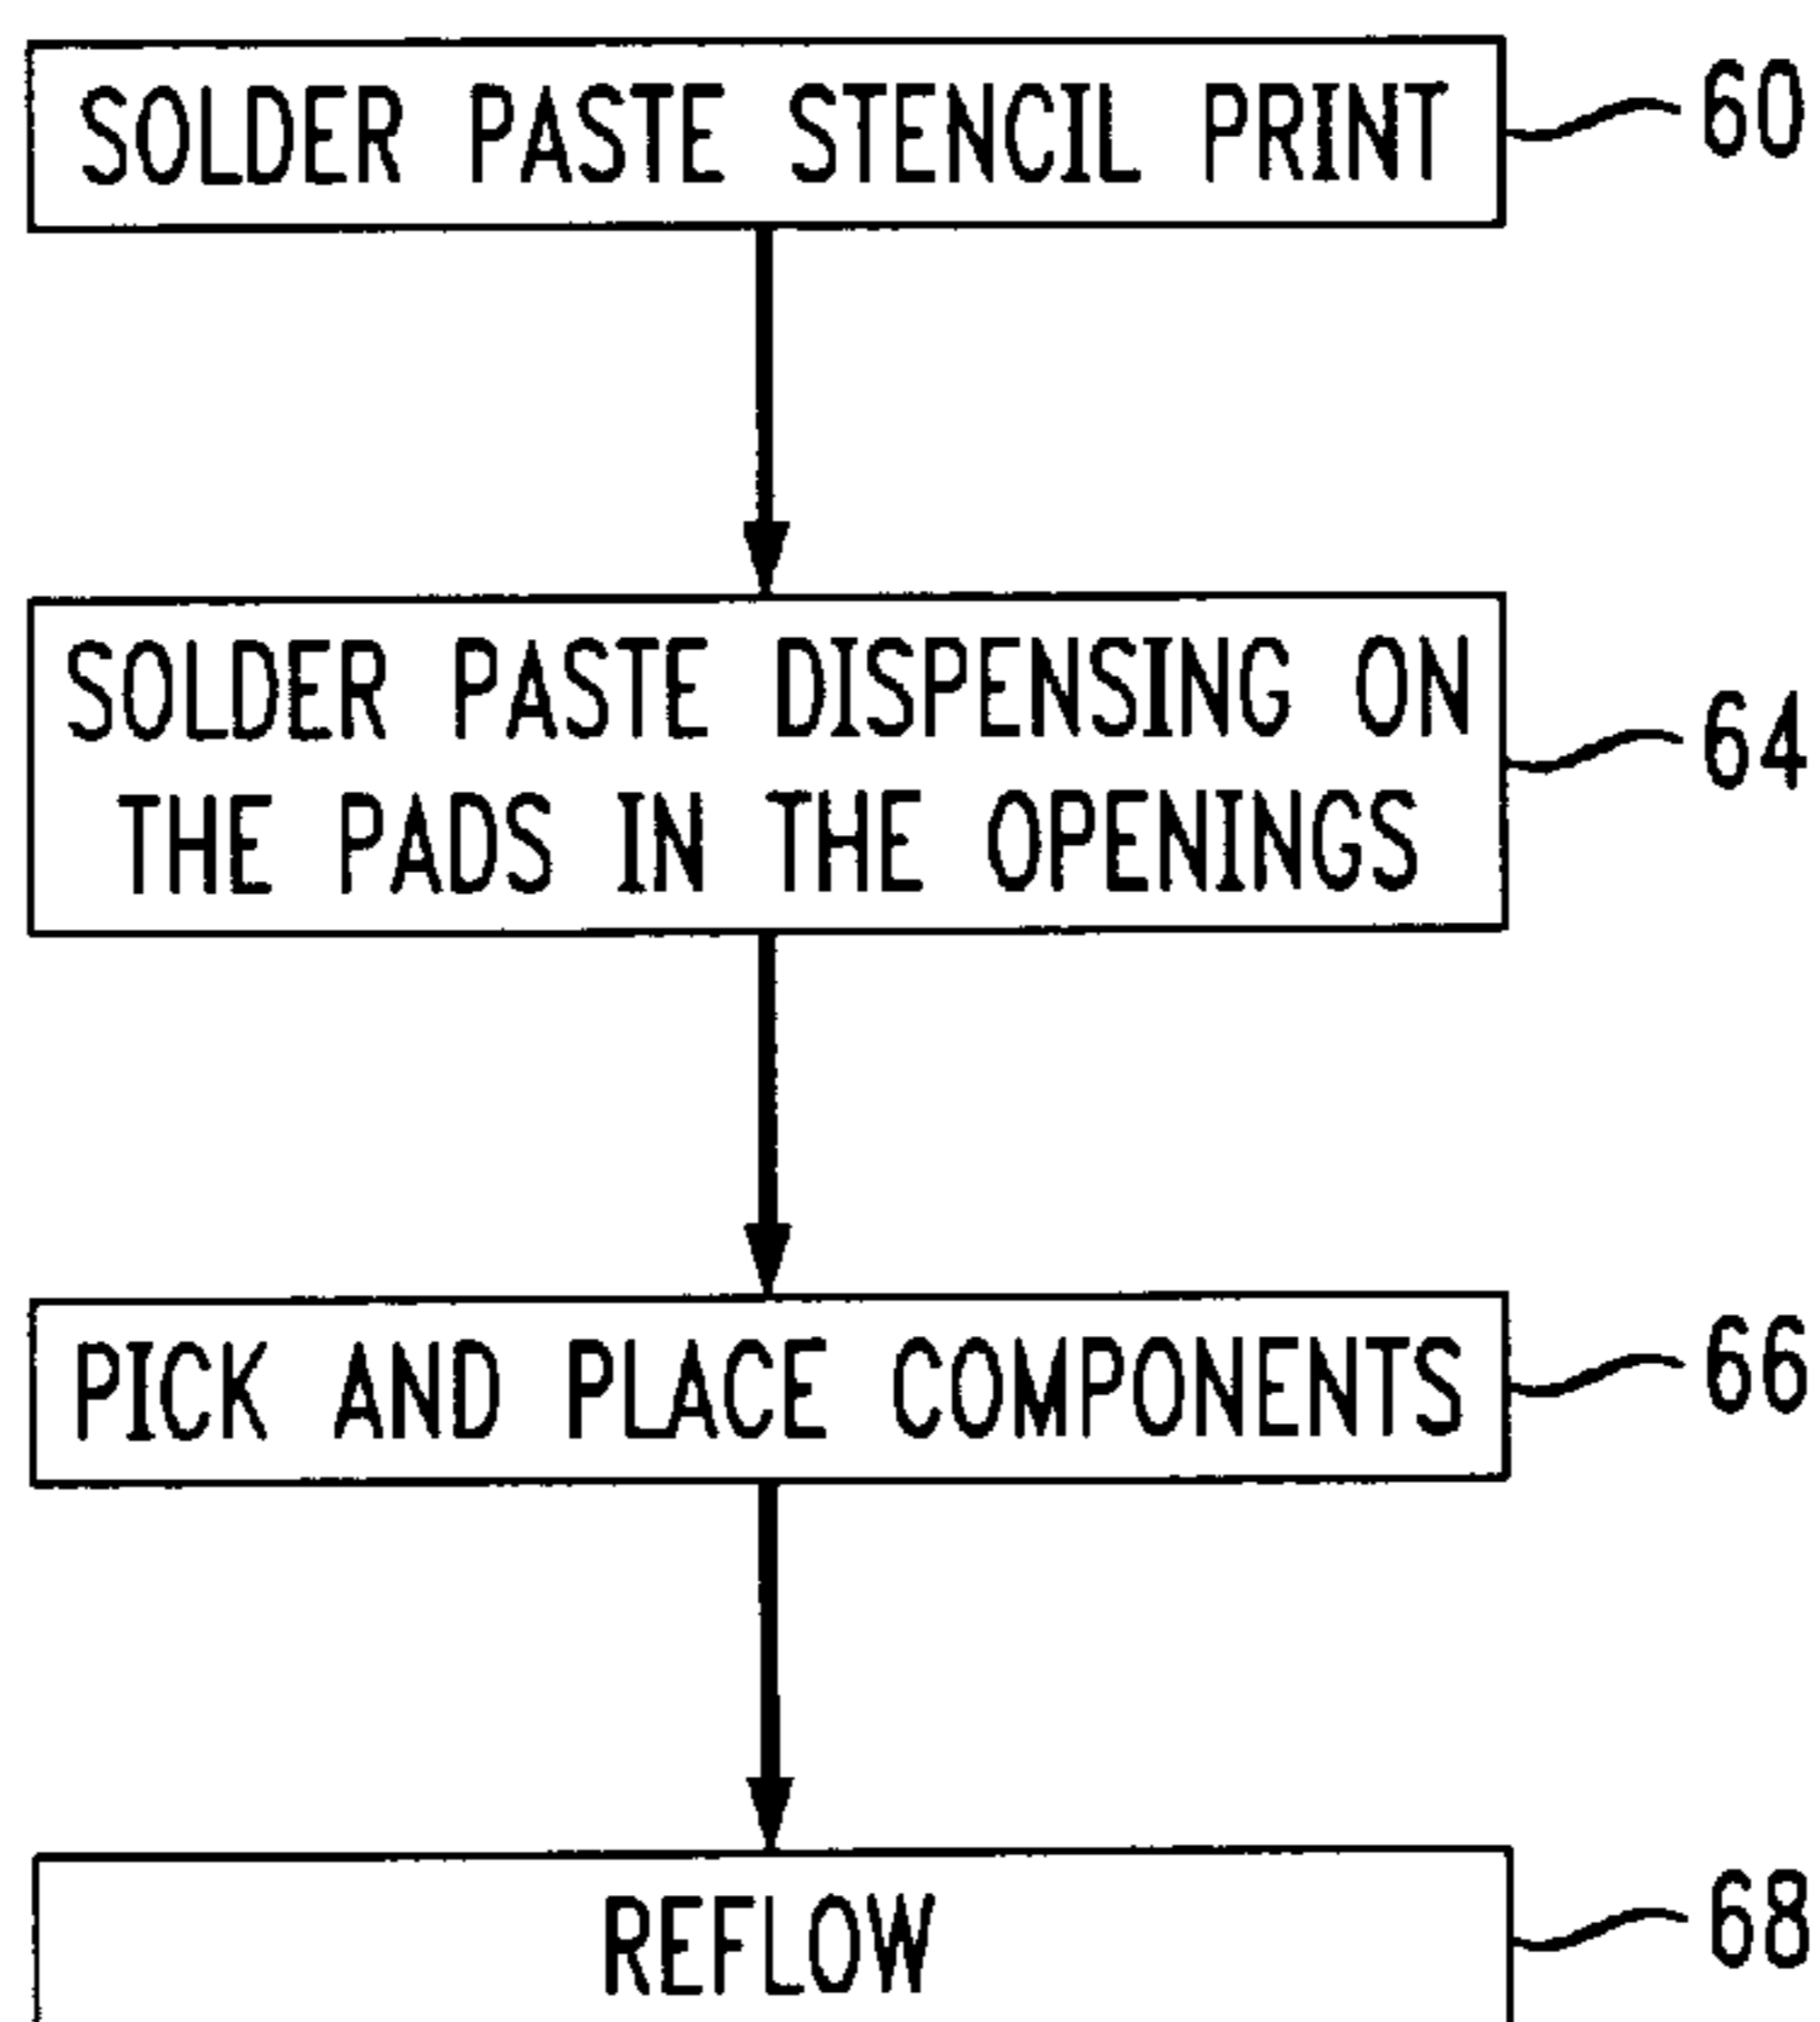 SOLDER PASTE STENCIL PRINT
60
SOLDER PASTE DISPENSING ON
THE PADS IN THE OPENINGS
64
PICK AND PLACE COMPONENTS
66
REFLOW
68